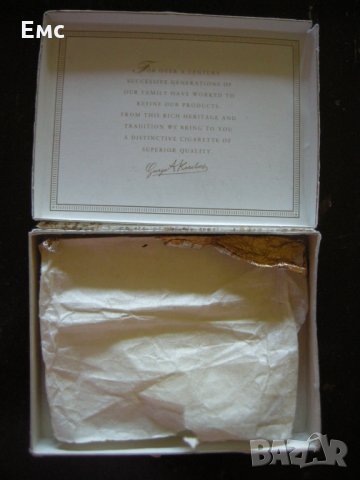 Emc
FOR OVER A CENTURY
SUCCESSIVE GENERATIONS OF
OUR FAMILY HAVE WORKED TO
REFINE OUR PRODUCTS.
FROM THIS RICH HERITAGE AND
TRADITION WE BRING TO YOU
A DISTINCTIVE CIGARETTE OF
SUPERIOR QUALITY.
BAZAR